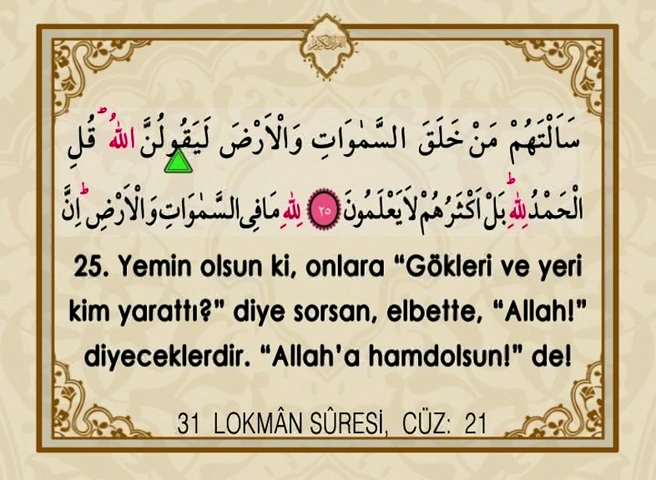 سَاَلْتَهُمْ مَنْ خَلَقَ السَّمٰوَاتِ وَالْاَرْضَ لَيَقُولُنَّ اللّٰهُۜ قُلِ
الْحَمْدُ لِلّٰهِۜ بَلْ اَكْثَرُهُمْ لَا يَعْلَمُونَ ٢٥ لِلّٰهِ مَا فِى السَّمٰوَاتِ وَالْاَرْضِۜ اِنَّ
25. Yemin olsun ki, onlara “Gökleri ve yeri
kim yarattı?” diye sorsan, elbette, “Allah!”
diyeceklerdir. “Allah’a hamdolsun!” de!
31 LOKMÂN SÛRESİ, CÜZ: 21